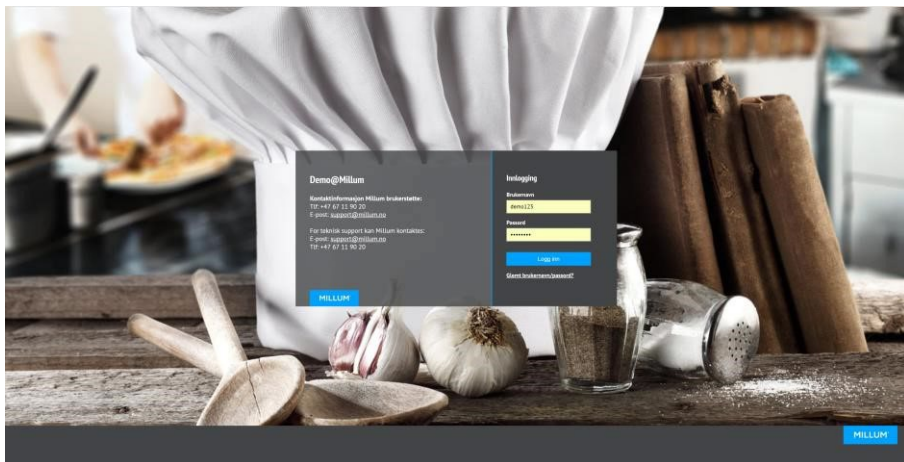 Demo@Millum
Kontaktinformasjon Millum brukerstøtte:
Tlf: +47 67 11 90 20
E-post: support@millum.no
For teknisk support kan Millum kontaktes:
E-post: support@millum.no
Tlf: +47 67 11 90 20
MILLUM
Innlogging
Brukernavn
demo123
Passord
••••••••
Logg inn
Glemt brukernavn/passord?
MILLUM